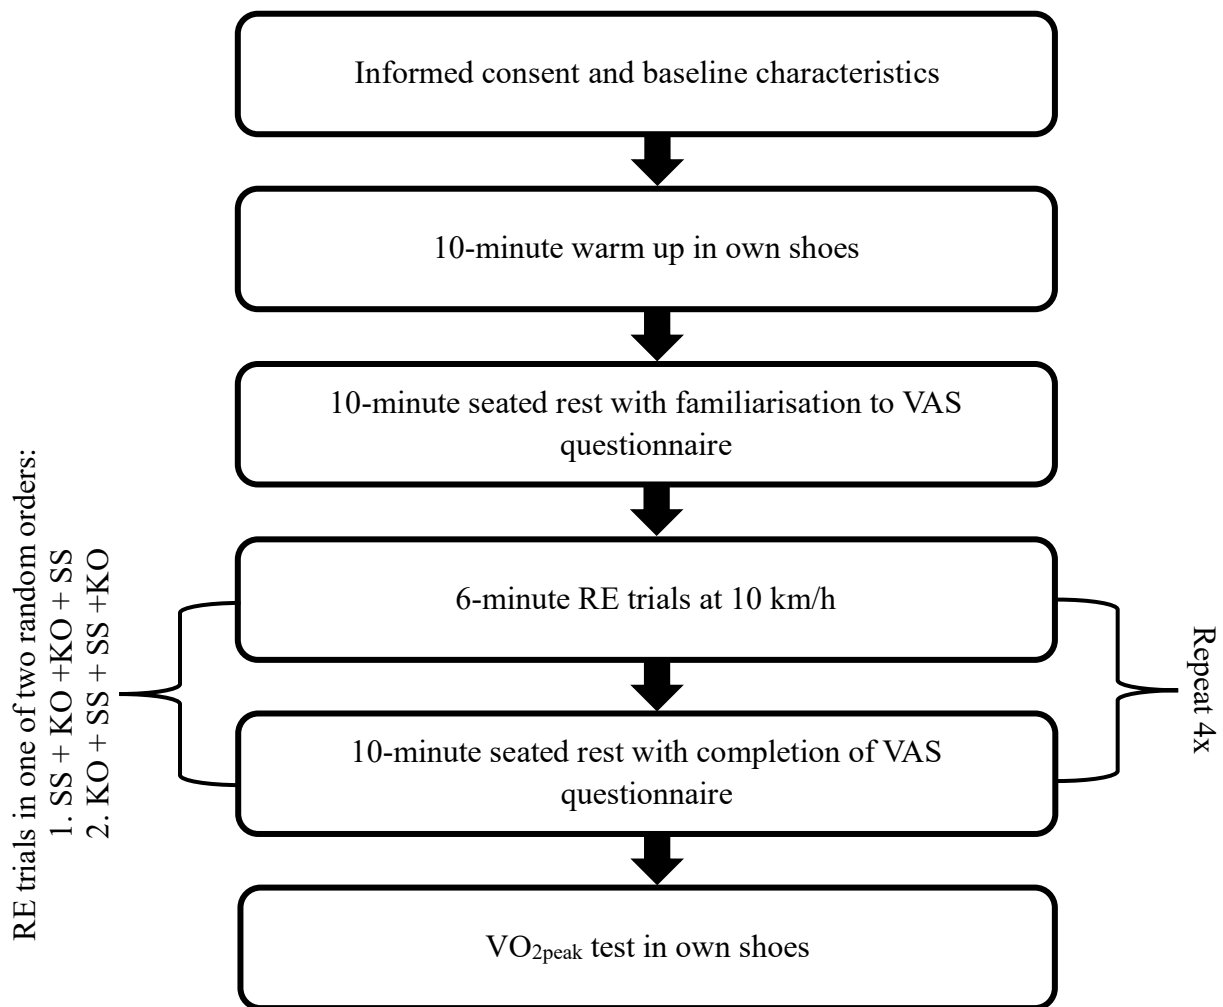 Informed consent and baseline characteristics
10-minute warm up in own shoes
10-minute seated rest with familiarisation to VAS
questionnaire
RE trials in one of two random orders:
1. SS + KO +KO + SS
2. KO + SS + SS +KO
6-minute RE trials at 10 km/h
10-minute seated rest with completion of VAS
questionnaire
Repeat 4x
VO2peak test in own shoes